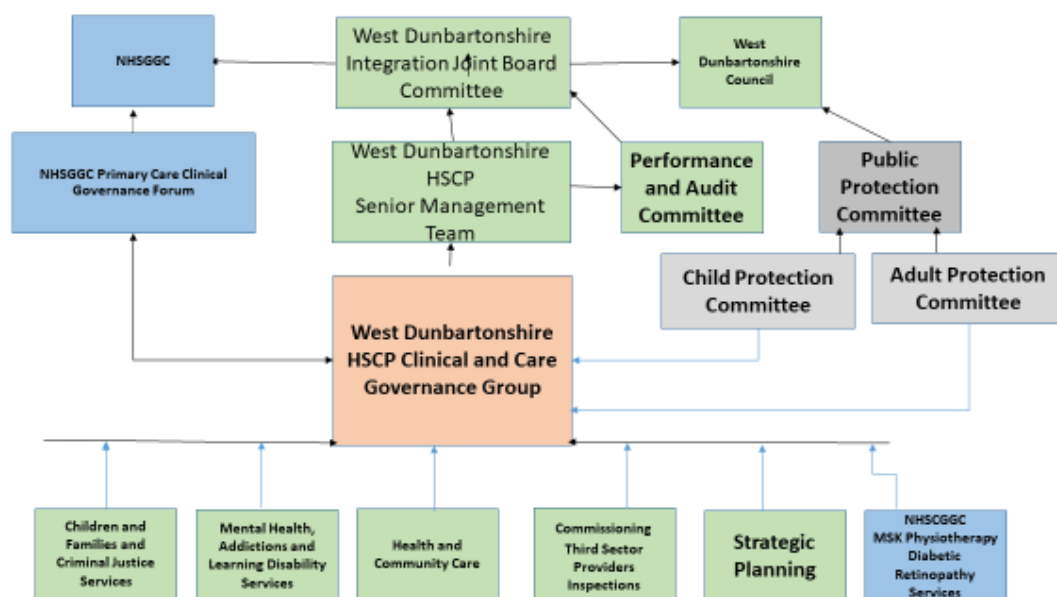 NHSGGC
West Dunbartonshire
Integration Joint Board
Committee
West
Dunbartonshire
Council
NHSGGC Primary Care Clinical
Governance Forum
West Dunbartonshire
HSCP
Senior Management
Team
Performance
and Audit
Committee
Public
Protection
Committee
Child Protection
Committee
Adult Protection
Committee
West Dunbartonshire
HSCP Clinical and Care
Governance Group
Children and
Families and
Criminal Justice
Services
Mental Health,
Addictions and
Learning Disability
Services
Health and
Community Care
Commissioning
Third Sector
Providers
Inspections
Strategic
Planning
NHSCGGC
MSK Physiotherapy
Diabetic
Retinopathy
Services